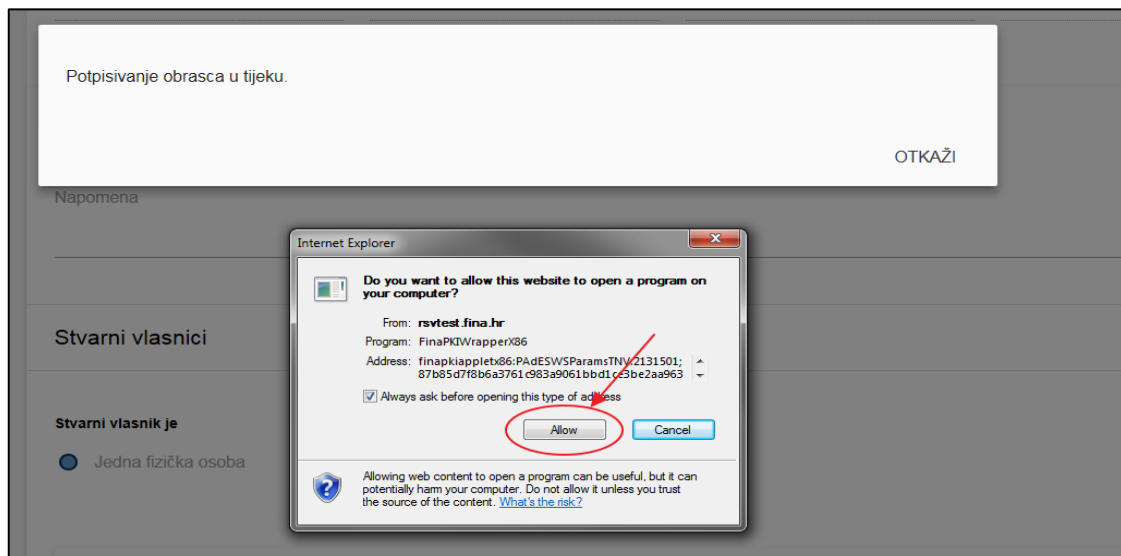 Potpisivanje obrasca u tijeku.
OTKAŽI
Napomena
Internet Explorer
Do you want to allow this website to open a program on
your computer?
From: rsvtest.fina.hr
Program: FinaPKIWrapperX86
Address: finapkiappletx86:PAdESWSParamsTNV:2131501;
87b85d7f8b6a3761c983a9061bbd1ce3be2aa963
Always ask before opening this type of address
Allow
Cancel
Allowing web content to open a program can be useful, but it can
potentially harm your computer. Do not allow it unless you trust
the source of the content. What's the risk?
Stvarni vlasnici
Stvarni vlasnik je
Jedna fizička osoba